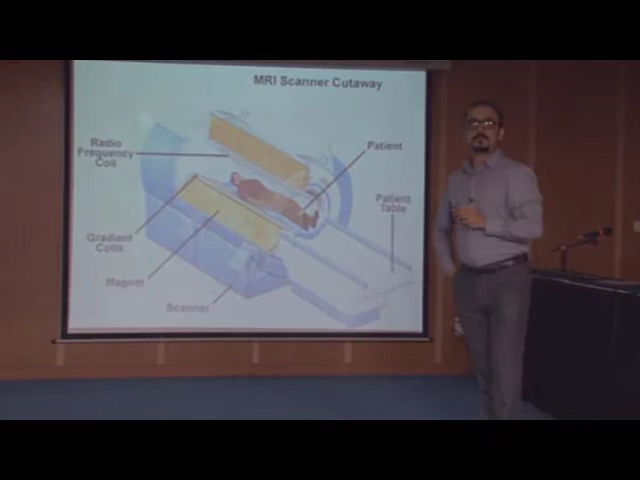 MRI Scanner Cutaway
Radio
Frequency
Coil
Patient
Patient
Table
Gradient
Coils
Magnet
Scanner